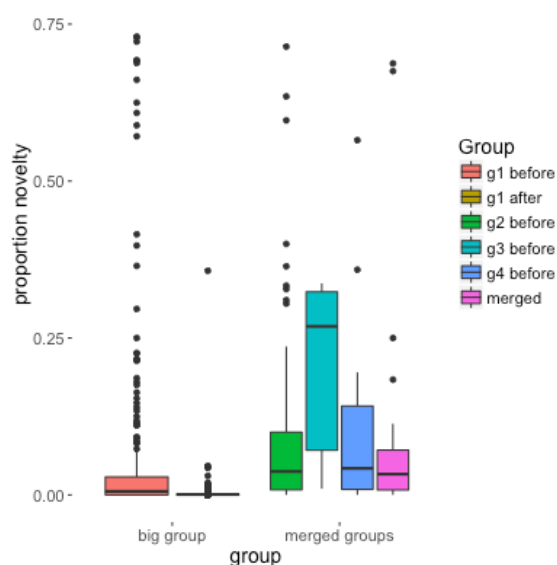 0.75
0.50
0.25
0.00
proportion novelty
big group
merged groups
group
Group
g1 before
g1 after
g2 before
g3 before
g4 before
merged